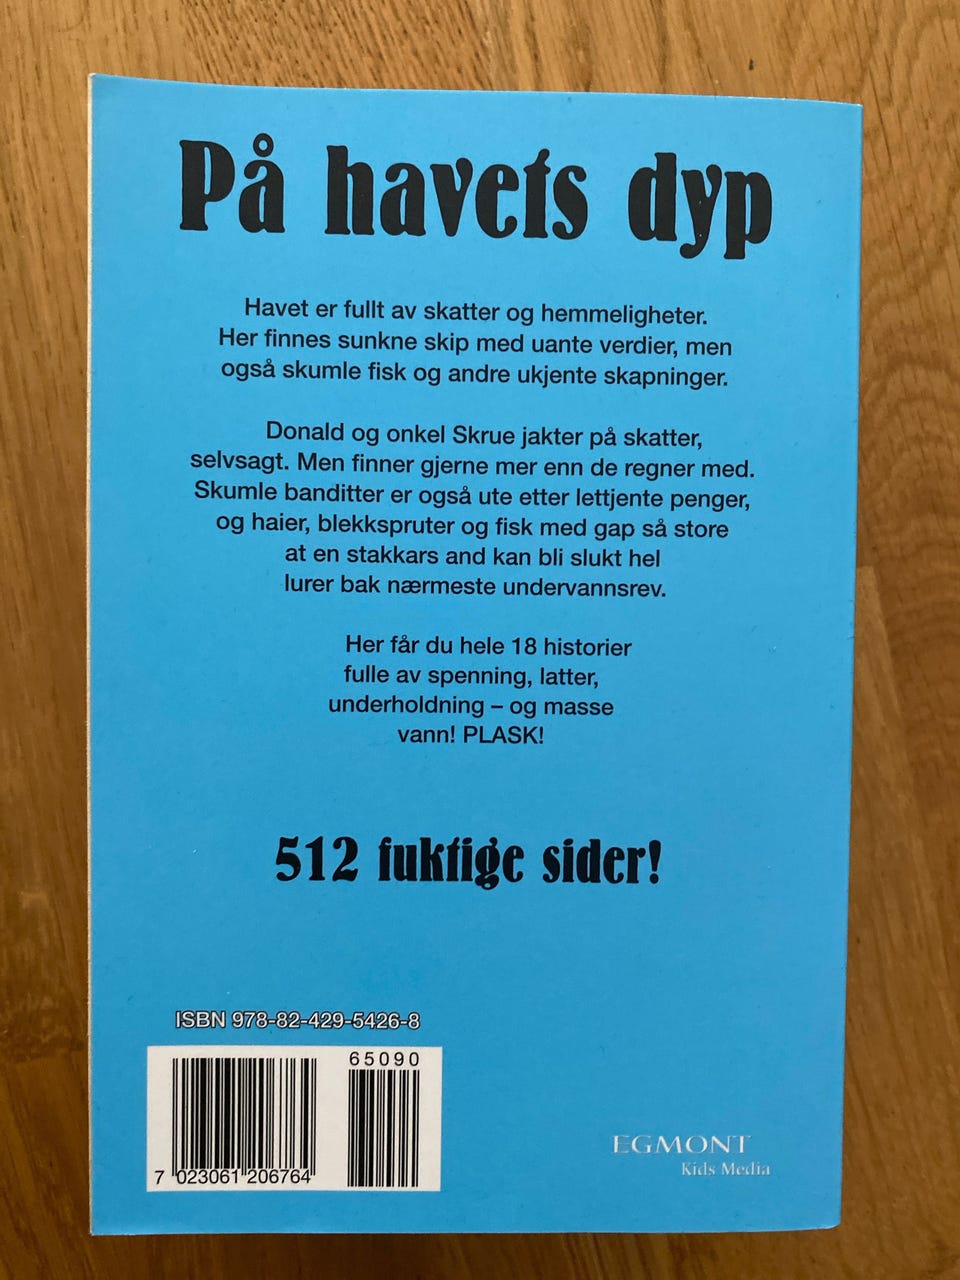 På havets dyp
Havet er fullt av skatter og hemmeligheter.
Her finnes sunkne skip med uante verdier, men
også skumle fisk og andre ukjente skapninger.
Donald og onkel Skrue jakter på skatter,
selvsagt. Men finner gjerne mer enn de regner med.
Skumle banditter er også ute etter lettjente penger,
og haier, blekkspruter og fisk med gap så store
at en stakkars and kan bli slukt hel
lurer bak nærmeste undervannsrev.
Her får du hele 18 historier
fulle av spenning, latter,
underholdning – og masse
vann! PLASK!
512 fuktige sider!
ISBN 978-82-429-5426-8
65090
7 023061 206764
EGMONT
Kids Media